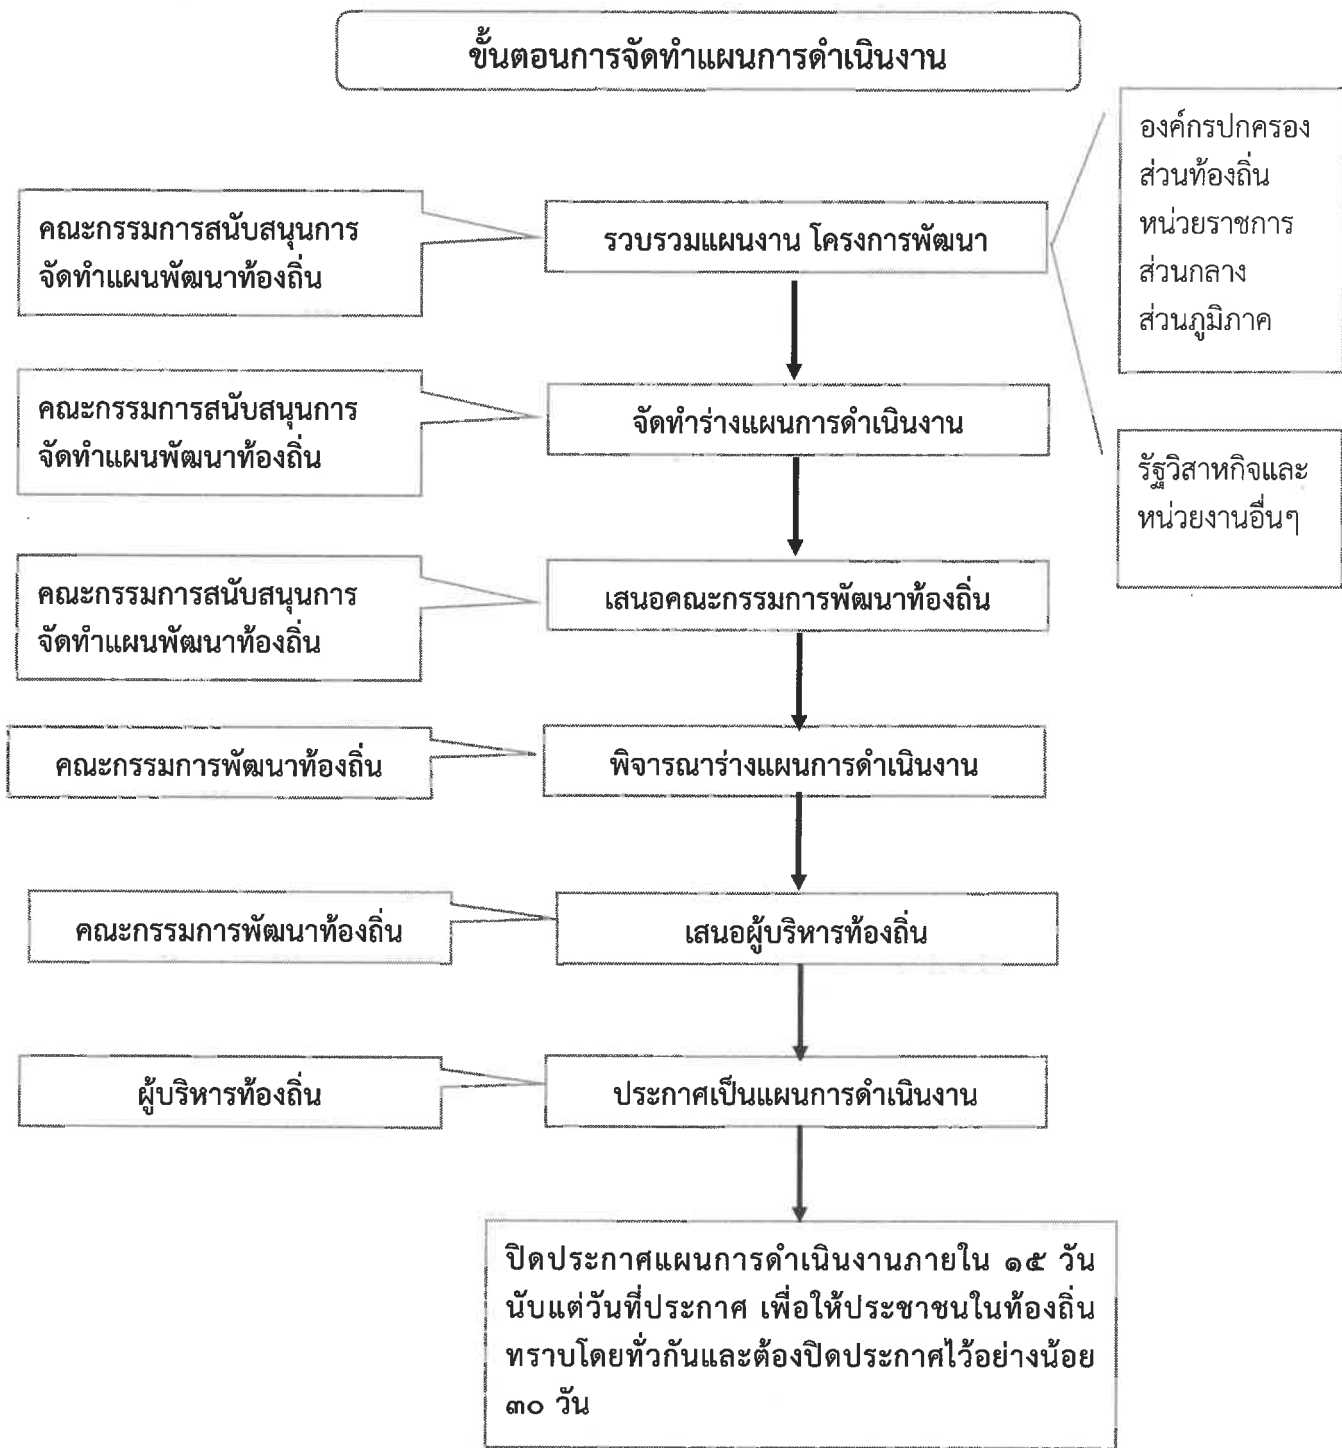 ขั้นตอนการจัดทำแผนการดำเนินงาน
องค์กรปกครอง
ส่วนท้องถิ่น
หน่วยราชการ
ส่วนกลาง
ส่วนภูมิภาค
คณะกรรมการสนับสนุนการ
จัดทำแผนพัฒนาท้องถิ่น
รวบรวมแผนงาน โครงการพัฒนา
คณะกรรมการสนับสนุนการ
จัดทำแผนพัฒนาท้องถิ่น
จัดทำร่างแผนการดำเนินงาน
รัฐวิสาหกิจและ
หน่วยงานอื่นๆ
คณะกรรมการสนับสนุนการ
จัดทำแผนพัฒนาท้องถิ่น
เสนอคณะกรรมการพัฒนาท้องถิ่น
คณะกรรมการพัฒนาท้องถิ่น
พิจารณาร่างแผนการดำเนินงาน
คณะกรรมการพัฒนาท้องถิ่น
เสนอผู้บริหารท้องถิ่น
ผู้บริหารท้องถิ่น
ประกาศเป็นแผนการดำเนินงาน
ปิดประกาศแผนการดำเนินงานภายใน ๑๕ วัน
นับแต่วันที่ประกาศ เพื่อให้ประชาชนในท้องถิ่น
ทราบโดยทั่วกันและต้องปิดประกาศไว้อย่างน้อย
๓๐ วัน